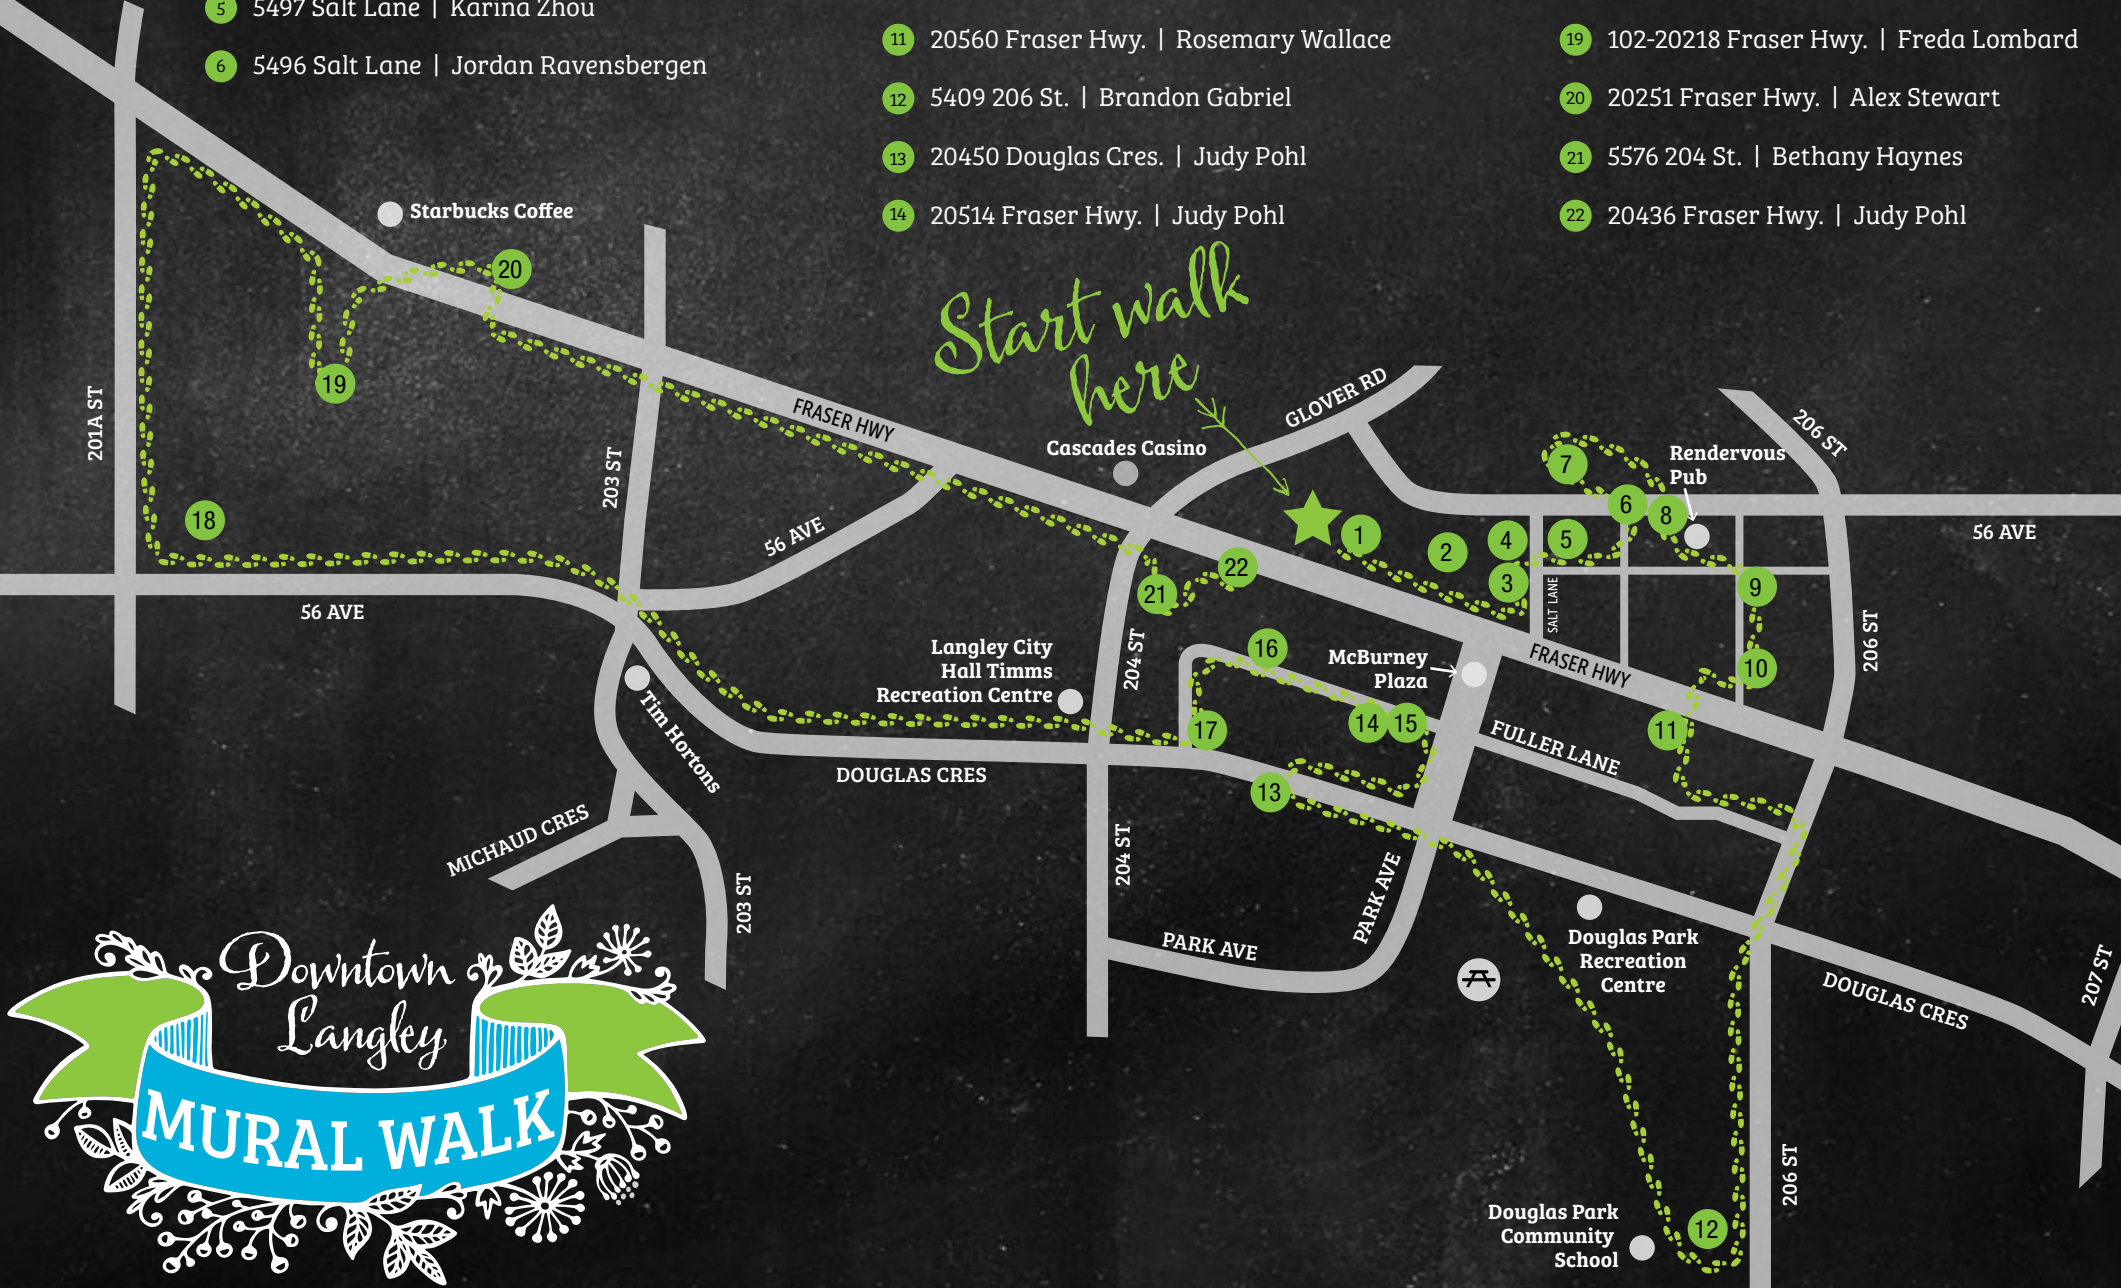 5 5497 Salt Lane | Karina Zhou
6 5496 Salt Lane | Jordan Ravensbergen
11 20560 Fraser Hwy. | Rosemary Wallace
12 5409 206 St. | Brandon Gabriel
13 20450 Douglas Cres. | Judy Pohl
14 20514 Fraser Hwy. | Judy Pohl
19 102-20218 Fraser Hwy. | Freda Lombard
20 20251 Fraser Hwy. | Alex Stewart
21 5576 204 St. | Bethany Haynes
22 20436 Fraser Hwy. | Judy Pohl
Starbucks Coffee
20
19
Start walk
here
201A ST
203 ST
FRASER HWY
GLOVER RD
Cascades Casino
206 ST
Rendervous
Pub
7
6
8
18
56 AVE
1
2
4
5
56 AVE
22
21
3
SALT LANE
9
56 AVE
Langley City
Hall Timms
Recreation Centre
204 ST
16
McBurney
Plaza
FRASER HWY
206 ST
10
Tim Hortons
17
14
15
FULLER LANE
11
DOUGLAS CRES
13
MICHAUD CRES
204 ST
PARK AVE
203 ST
PARK AVE
Douglas Park
Recreation
Centre
DOUGLAS CRES
207 ST
Downtown
Langley
MURAL WALK
206 ST
Douglas Park
Community
School
12